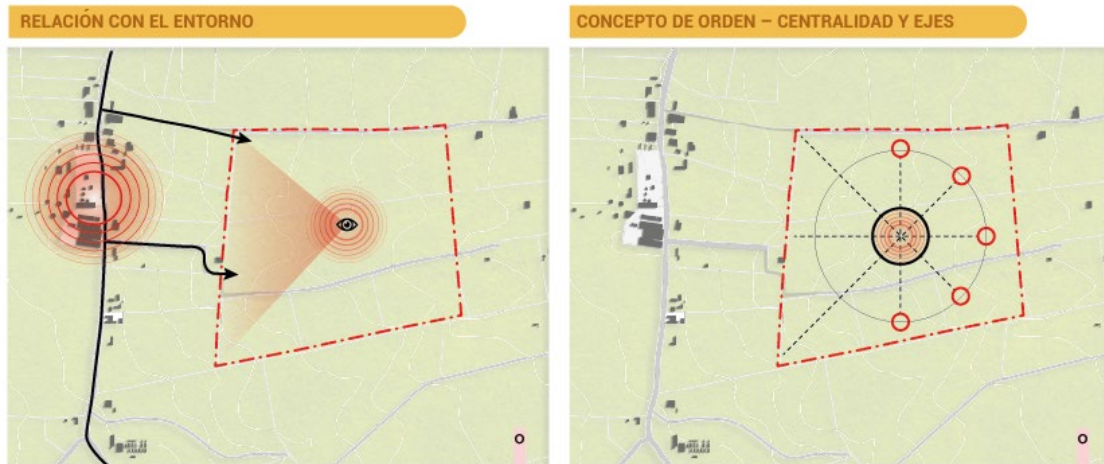 RELACIÓN CON EL ENTORNO
CONCEPTO DE ORDEN – CENTRALIDAD Y EJES
O
O